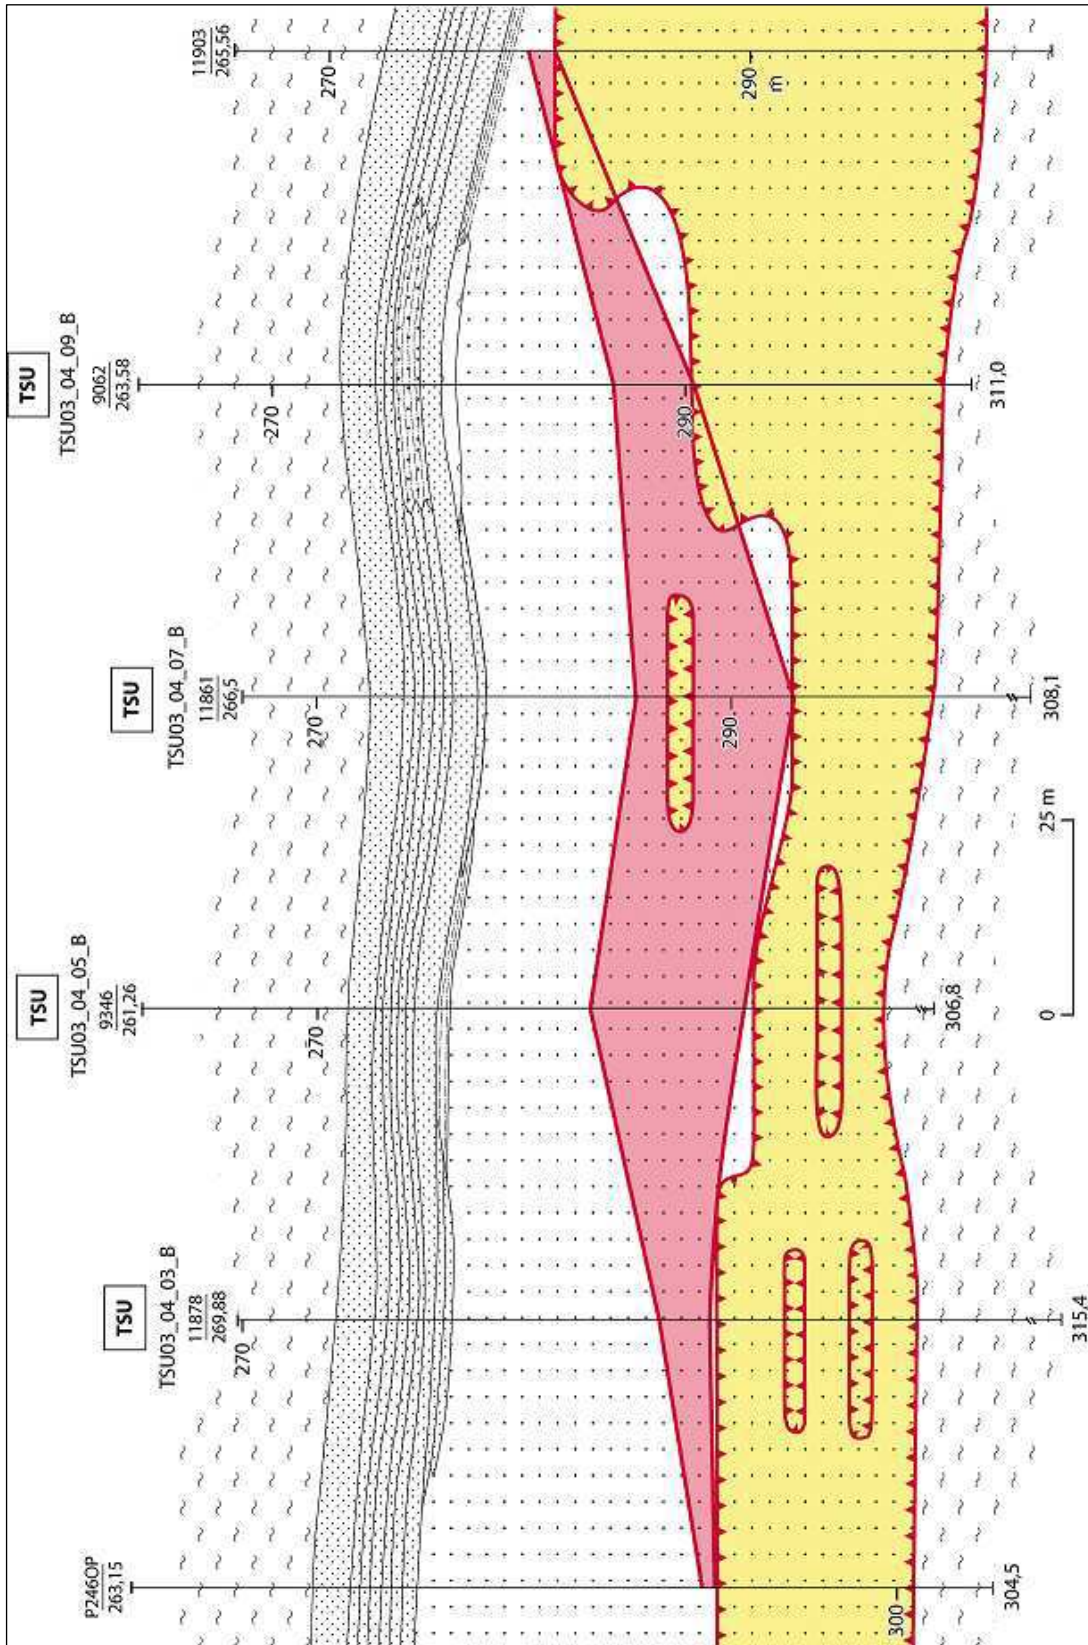 11903
265,56
270
290
m
TSU
TSU03_04_09_B
9062
263,58
270
290
311,0
TSU
TSU03_04_07_B
11861
266,5
270
290
308,1
25 m
0
TSU
TSU03_04_05_B
9346
261,26
270
306,8
TSU
TSU03_04_03_B
11878
269,88
270
315,4
P246OP
263,15
300
304,5